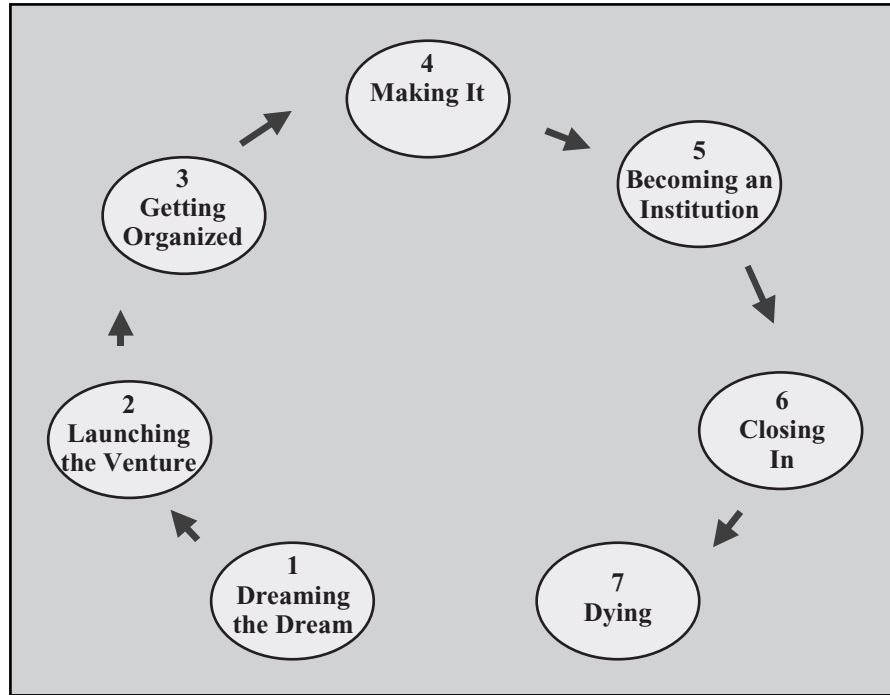 4
Making It
5
Becoming an
Institution
3
Getting
Organized
6
Closing
In
2
Launching
the Venture
1
Dreaming
the Dream
7
Dying